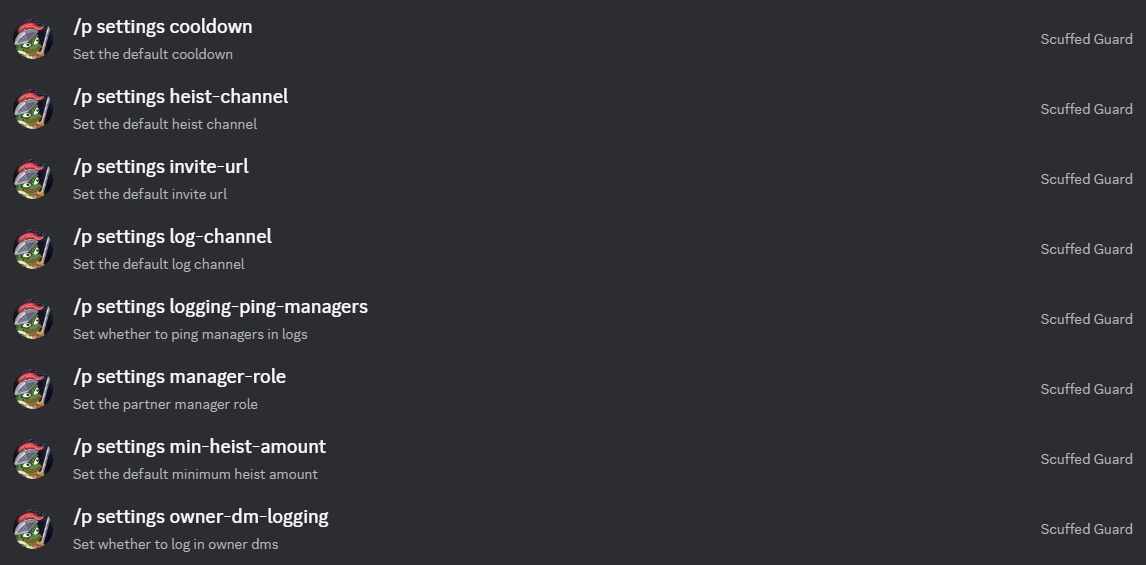 /p settings cooldown
Set the default cooldown
Scuffed Guard
/p settings heist-channel
Set the default heist channel
Scuffed Guard
/p settings invite-url
Set the default invite url
Scuffed Guard
/p settings log-channel
Set the default log channel
Scuffed Guard
/p settings logging-ping-managers
Set whether to ping managers in logs
Scuffed Guard
/p settings manager-role
Set the partner manager role
Scuffed Guard
/p settings min-heist-amount
Set the default minimum heist amount
Scuffed Guard
/p settings owner-dm-logging
Set whether to log in owner dms
Scuffed Guard